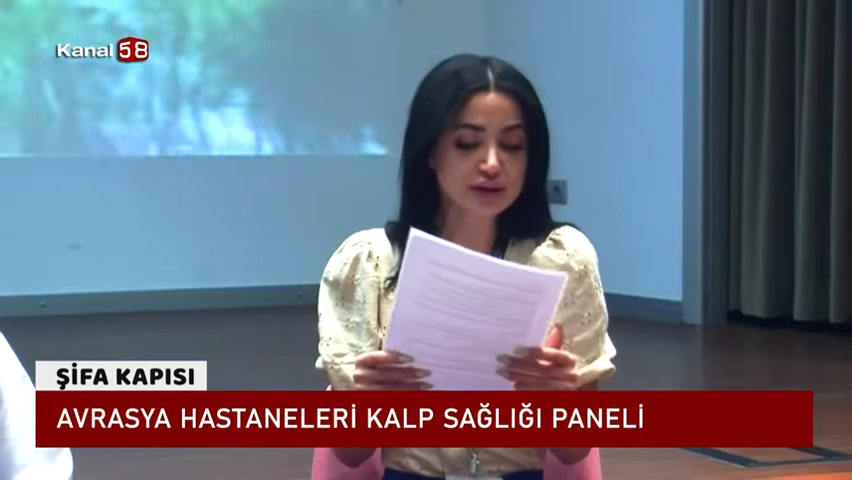 Kanal 58
ŞİFA KAPISI
AVRASYA HASTANELERİ KALP SAĞLIĞI PANELİ